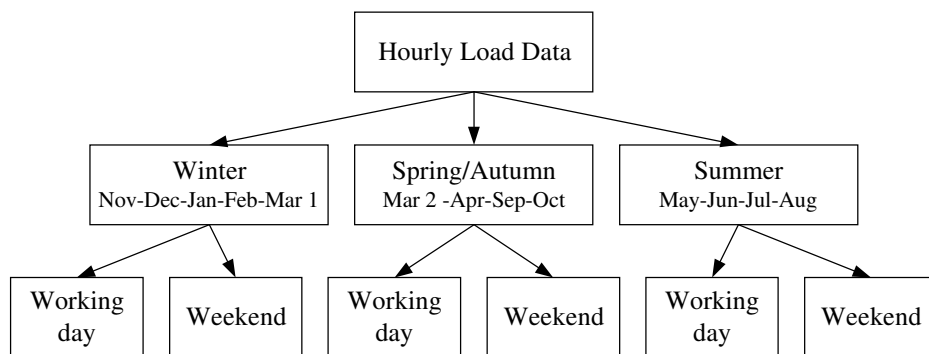 Hourly Load Data
Winter
Nov-Dec-Jan-Feb-Mar 1
Spring/Autumn
Mar 2 -Apr-Sep-Oct
Summer
May-Jun-Jul-Aug
Working
day
Weekend
Working
day
Weekend
Working
day
Weekend